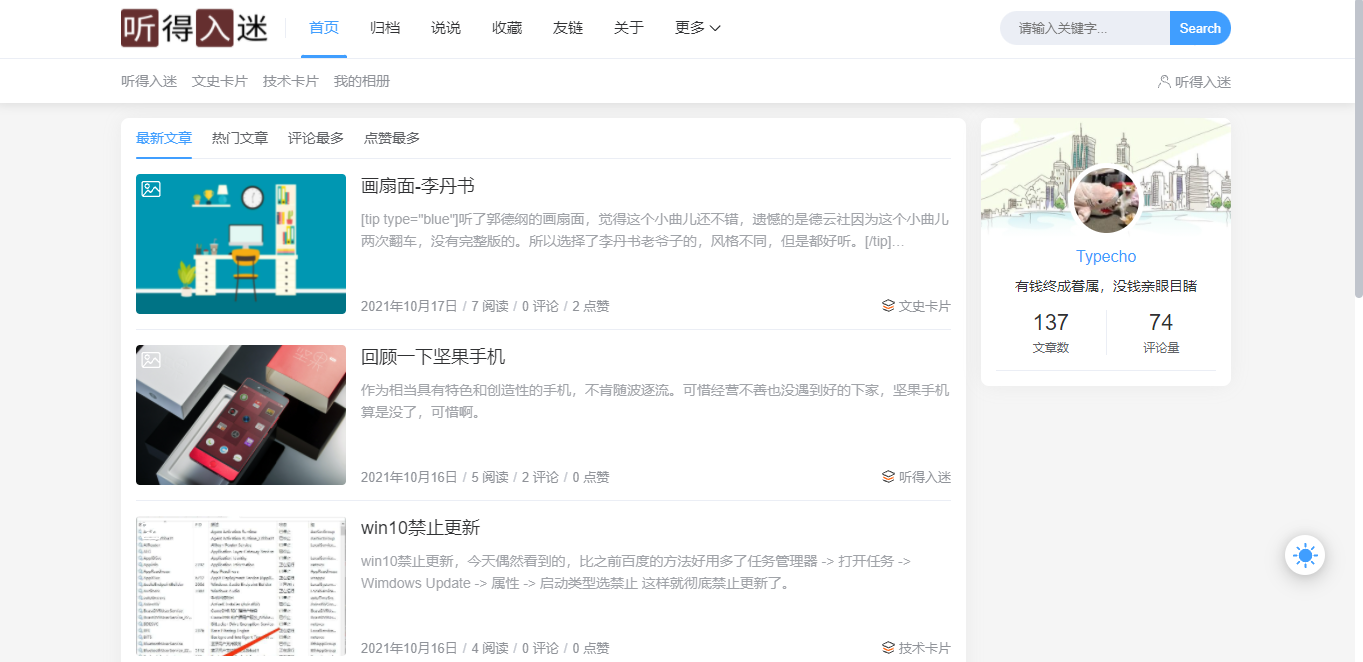 听得入迷
首页 归档 说说 收藏 友链 关于 更多
请输入关键字... Search
听得入迷 文史卡片 技术卡片 我的相册
听得入迷
最新文章 热门文章 评论最多 点赞最多
画扇面-李丹书
[tip type="blue"]听了郭德纲的画扇面，觉得这个小曲儿还不错，遗憾的是德云社因为这个小曲儿
两次翻车，没有完整版的。所以选择了李丹书老爷子的，风格不同，但是都好听。[/tip]...
2021年10月17日 / 7 阅读 / 0 评论 / 2 点赞
文史卡片
回顾一下坚果手机
作为相当具有特色和创造性的手机，不肯随波逐流。可惜经营不善也没遇到好的下家，坚果手机
算是没了，可惜啊。
2021年10月16日 / 5 阅读 / 2 评论 / 0 点赞
听得入迷
win10禁止更新
win10禁止更新，今天偶然看到的，比之前百度的方法好用多了任务管理器 -> 打开任务 ->
Wimdows Update -> 属性 -> 启动类型选禁止 这样就彻底禁止更新了。
2021年10月16日 / 4 阅读 / 0 评论 / 0 点赞
技术卡片
Typecho
有钱终成眷属，没钱亲眼目睹
137 74
文章数 评论量